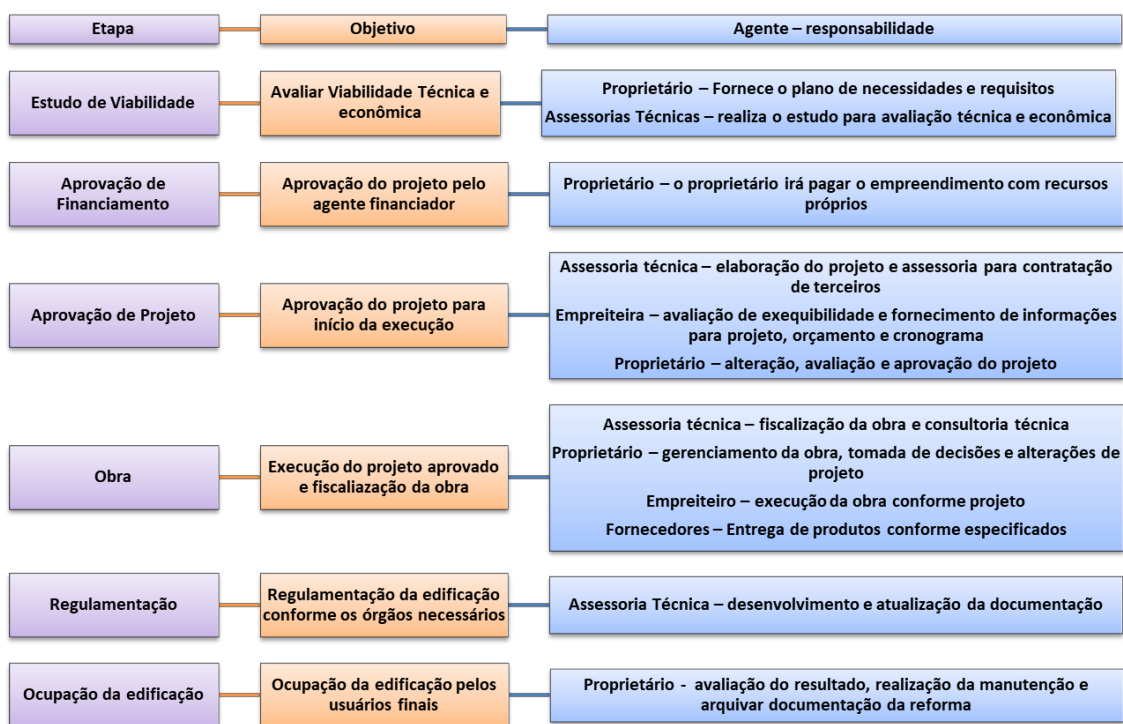 Etapa
Objetivo
Agente – responsabilidade
Estudo de Viabilidade
Avaliar Viabilidade Técnica e
econômica
Proprietário – Fornece o plano de necessidades e requisitos
Assessorias Técnicas – realiza o estudo para avaliação técnica e econômica
Aprovação de
Financiamento
Aprovação do projeto pelo
agente financiador
Proprietário – o proprietário irá pagar o empreendimento com recursos
próprios
Aprovação de Projeto
Aprovação do projeto para
início da execução
Assessoria técnica – elaboração do projeto e assessoria para contratação
de terceiros
Empreiteira – avaliação de exequibilidade e fornecimento de informações
para projeto, orçamento e cronograma
Proprietário – alteração, avaliação e aprovação do projeto
Obra
Execução do projeto aprovado
e fiscaliazação da obra
Assessoria técnica – fiscalização da obra e consultoria técnica
Proprietário – gerenciamento da obra, tomada de decisões e alterações de
projeto
Empreiteiro – execução da obra conforme projeto
Fornecedores – Entrega de produtos conforme especificados
Regulamentação
Regulamentação da edificação
conforme os órgãos necessários
Assessoria Técnica – desenvolvimento e atualização da documentação
Ocupação da edificação
Ocupação da edificação pelos
usuários finais
Proprietário - avaliação do resultado, realização da manutenção e
arquivar documentação da reforma